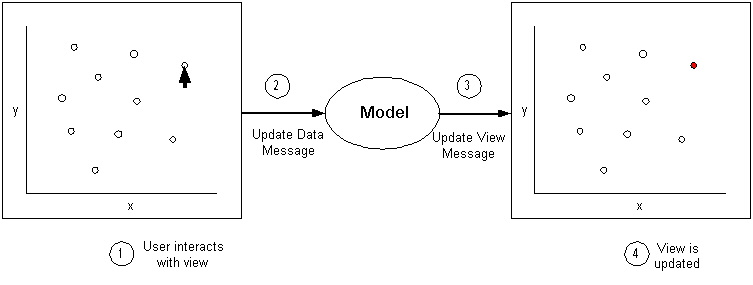 y
x
1
User interacts
with view
2
Update Data
Message
Model
3
Update View
Message
y
x
4
View is
updated